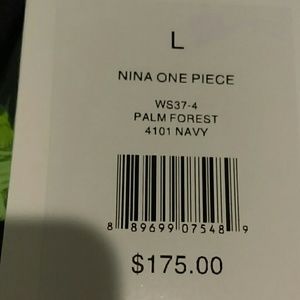 L
NINA ONE PIECE
WS37-4
PALM FOREST
4101 NAVY
8 89699 07548 9
$175.00